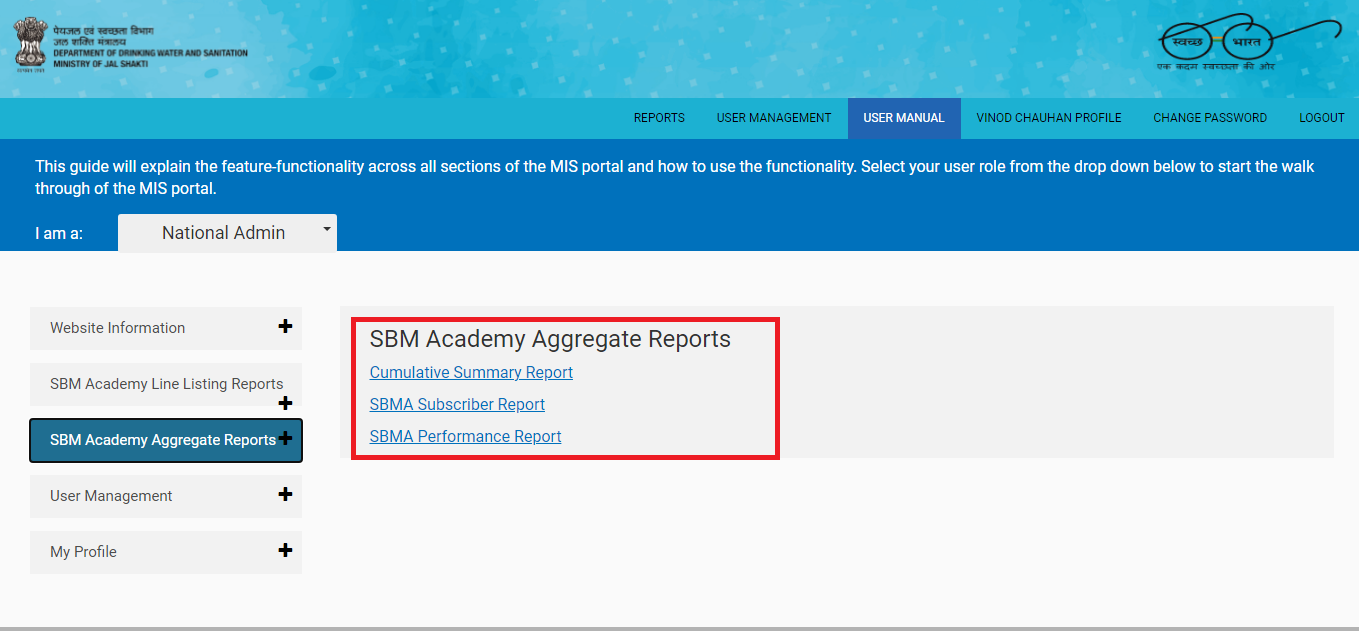 पेयजल एवं स्वच्छता विभाग
जल शक्ति मंत्रालय
DEPARTMENT OF DRINKING WATER AND SANITATION
MINISTRY OF JAL SHAKTI
स्वच्छ भारत
एक कदम स्वच्छता की ओर
REPORTS USER MANAGEMENT USER MANUAL VINOD CHAUHAN PROFILE CHANGE PASSWORD LOGOUT
This guide will explain the feature-functionality across all sections of the MIS portal and how to use the functionality. Select your user role from the drop down below to start the walk
through of the MIS portal.
I am a: National Admin
Website Information
SBM Academy Line Listing Reports
SBM Academy Aggregate Reports
User Management
My Profile
SBM Academy Aggregate Reports
Cumulative Summary Report
SBMA Subscriber Report
SBMA Performance Report